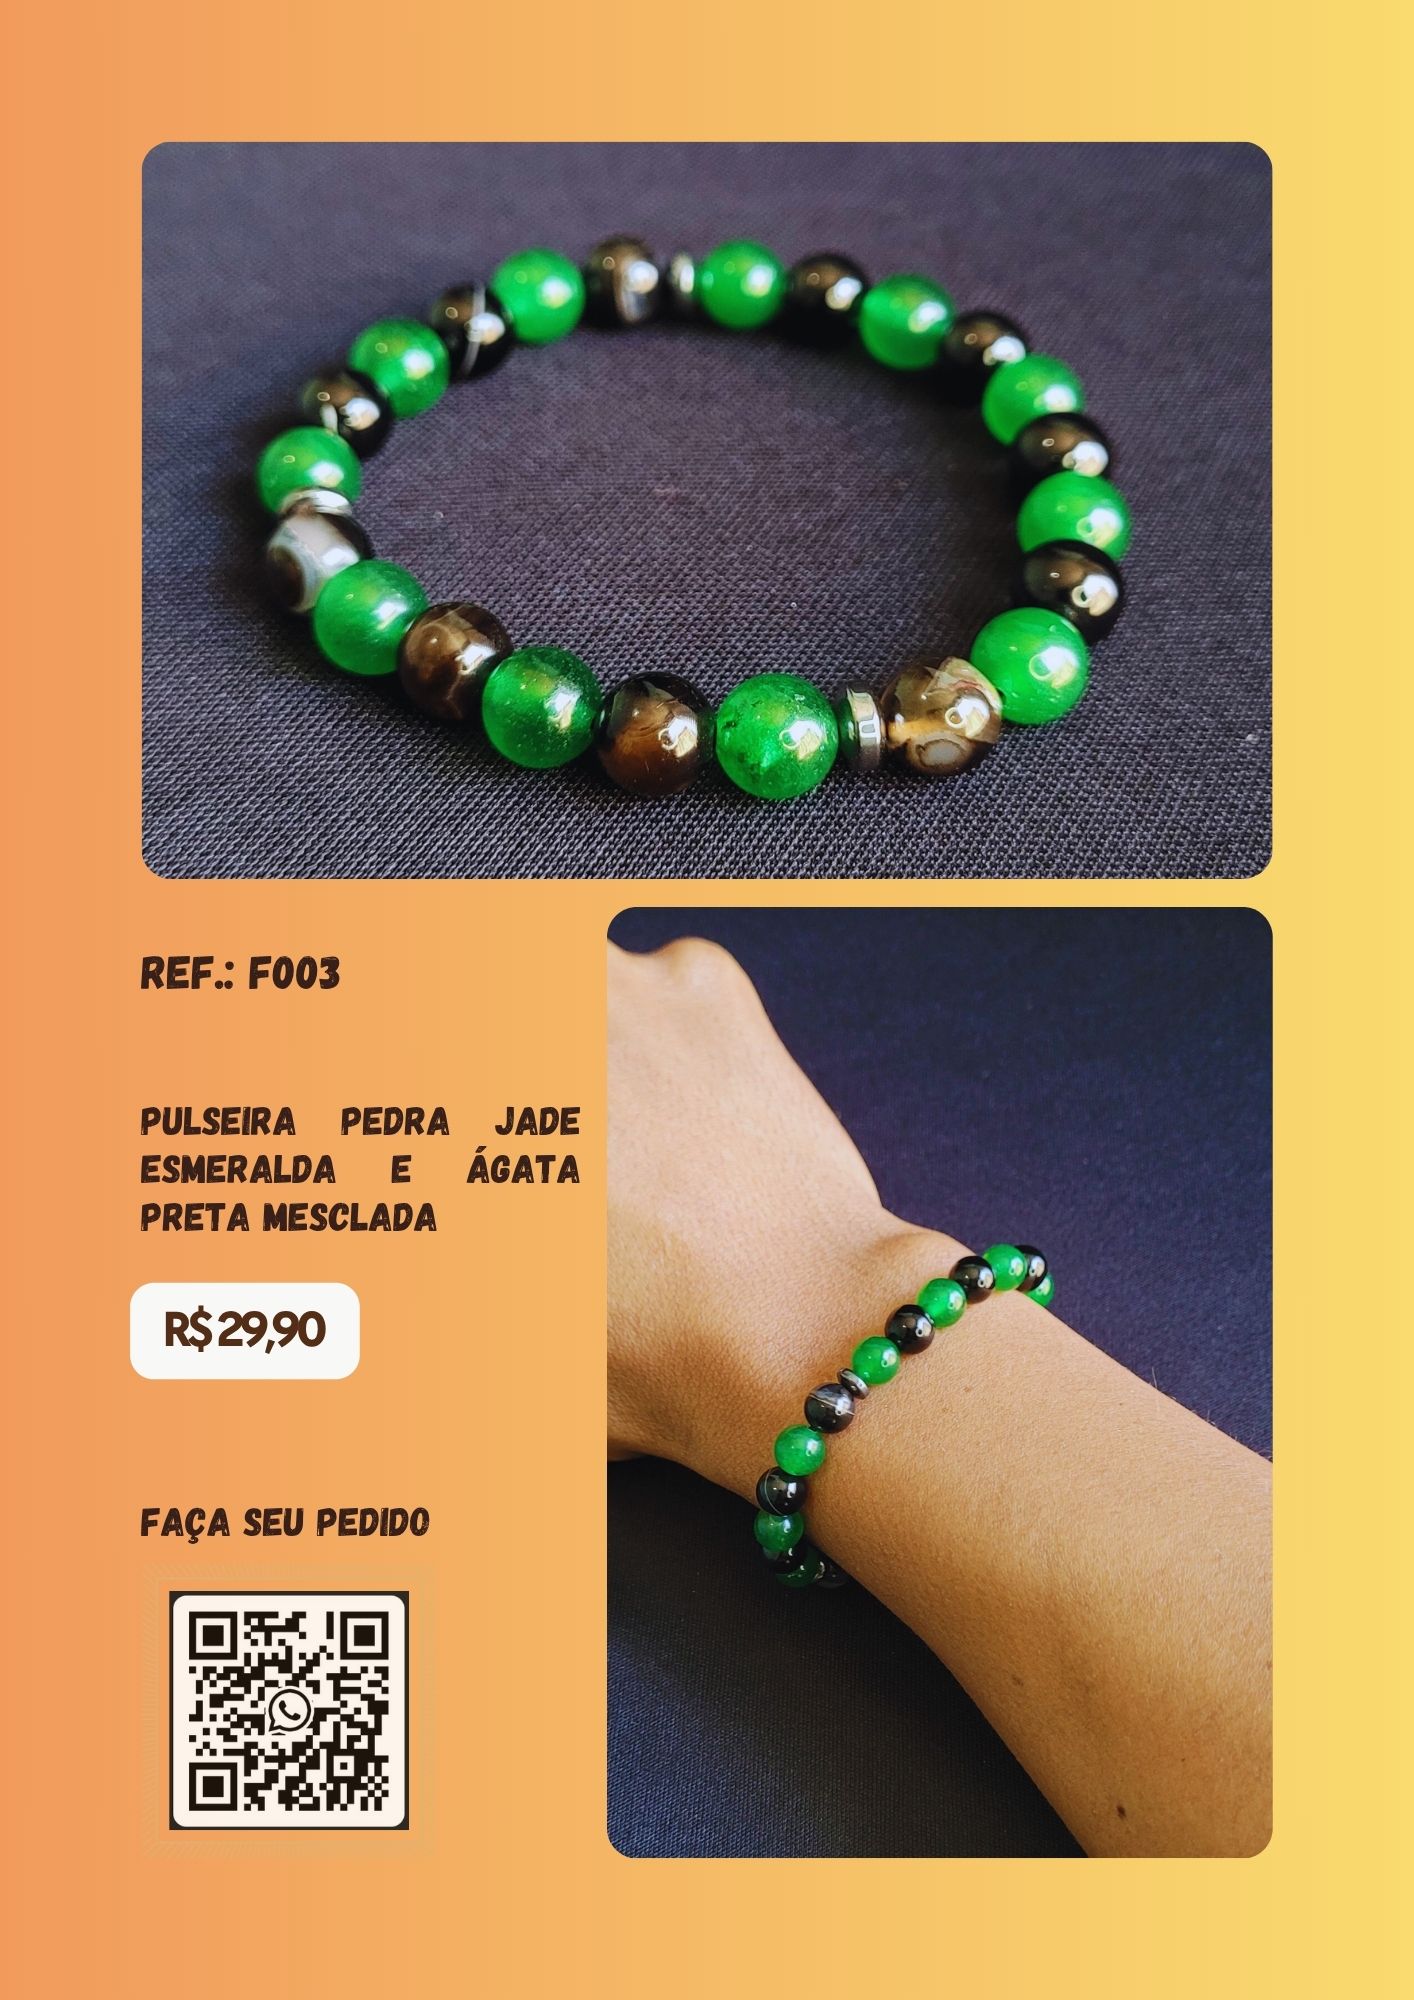 REF.: F003
PULSEIRA PEDRA JADE
ESMERALDA E ÁGATA
PRETA MESCLADA
R$29,90
FAÇA SEU PEDIDO